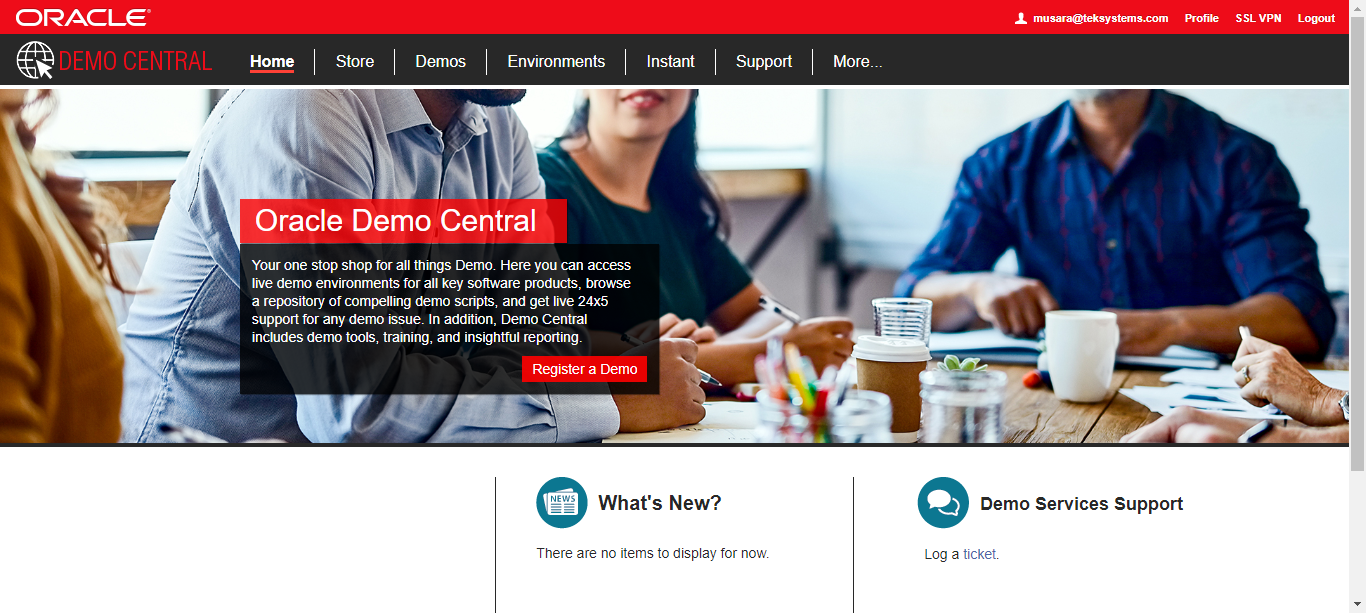 ORACLE®
musara@teksystems.com Profile SSL VPN Logout
DEMO CENTRAL Home Store Demos Environments Instant Support More...
Oracle Demo Central
Your one stop shop for all things Demo. Here you can access
live demo environments for all key software products, browse
a repository of compelling demo scripts, and get live 24x5
support for any demo issue. In addition, Demo Central
includes demo tools, training, and insightful reporting.
Register a Demo
NEWS
What's New?
There are no items to display for now.
Demo Services Support
Log a ticket.